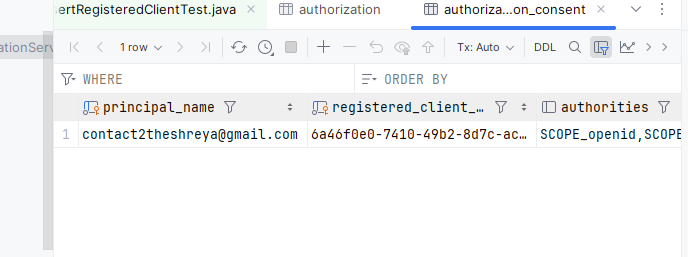 sertRegisteredClientTest.java
authorization
authoriza...on_consent
ationServ
1 row
Tx: Auto
DDL
WHERE
ORDER BY
principal_name
registered_client_...
authorities
1
contact2theshreya@gmail.com
6a46f0e0-7410-49b2-8d7c-ac...
SCOPE_openid,SCOPE